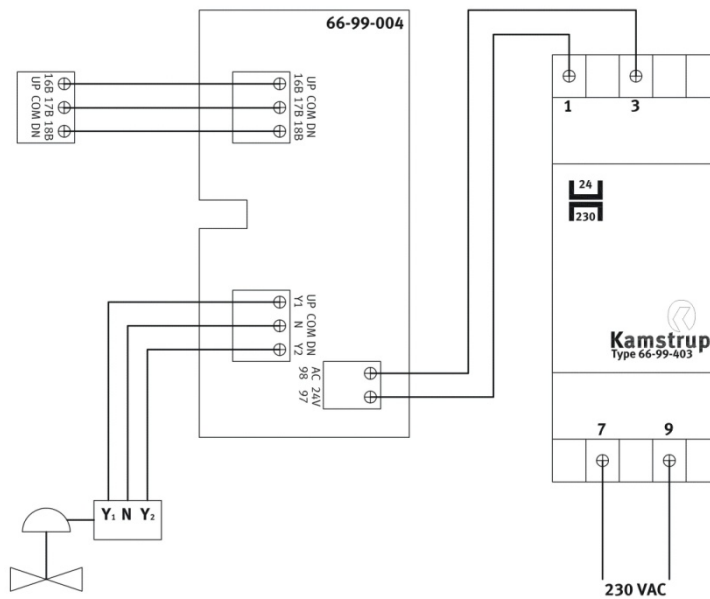 66-99-004
16B 17B 18B
UP COM DN
UP COM DN
16B 17B 18B
1
3
24
230
Kamstrup
Type 66-99-403
UP COM DN
Y1 N Y2
AC 24V
98 97
7
9
Y1 N Y2
230 VAC